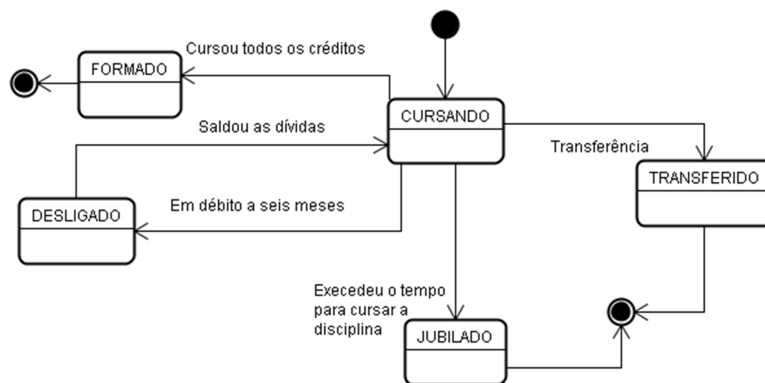 Cursou todos os créditos
FORMADO
CURSANDO
Saldou as dívidas
Transferência
TRANSFERIDO
DESLIGADO
Em débito a seis meses
Execedeu o tempo
para cursar a
disciplina
JUBILADO